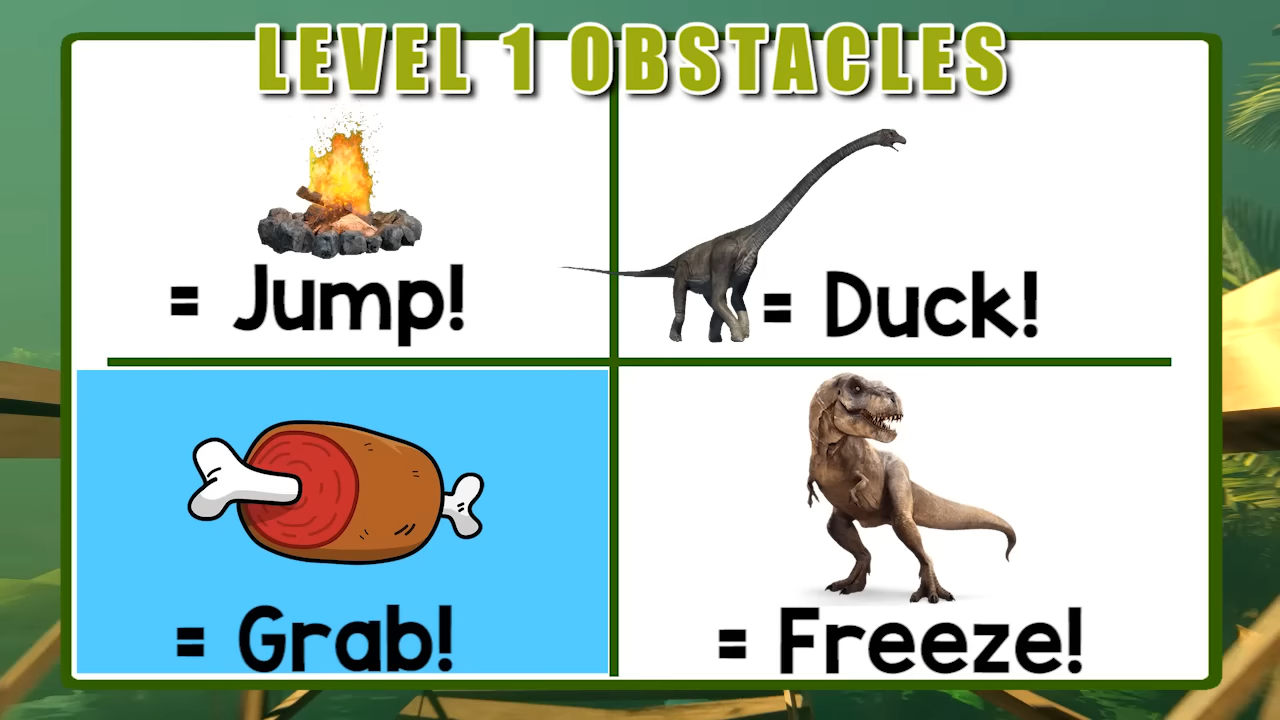 LEVEL 1 OBSTACLES
= Jump!
= Duck!
= Grab!
= Freeze!